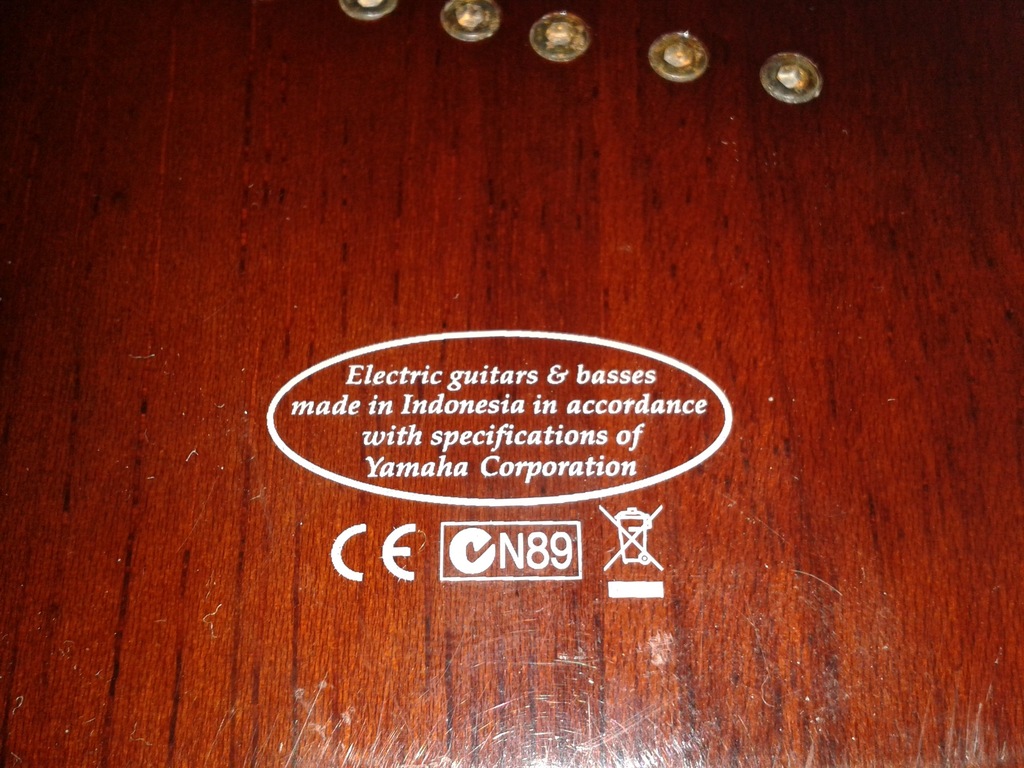 Electric guitars & basses
made in Indonesia in accordance
with specifications of
Yamaha Corporation
CE N89